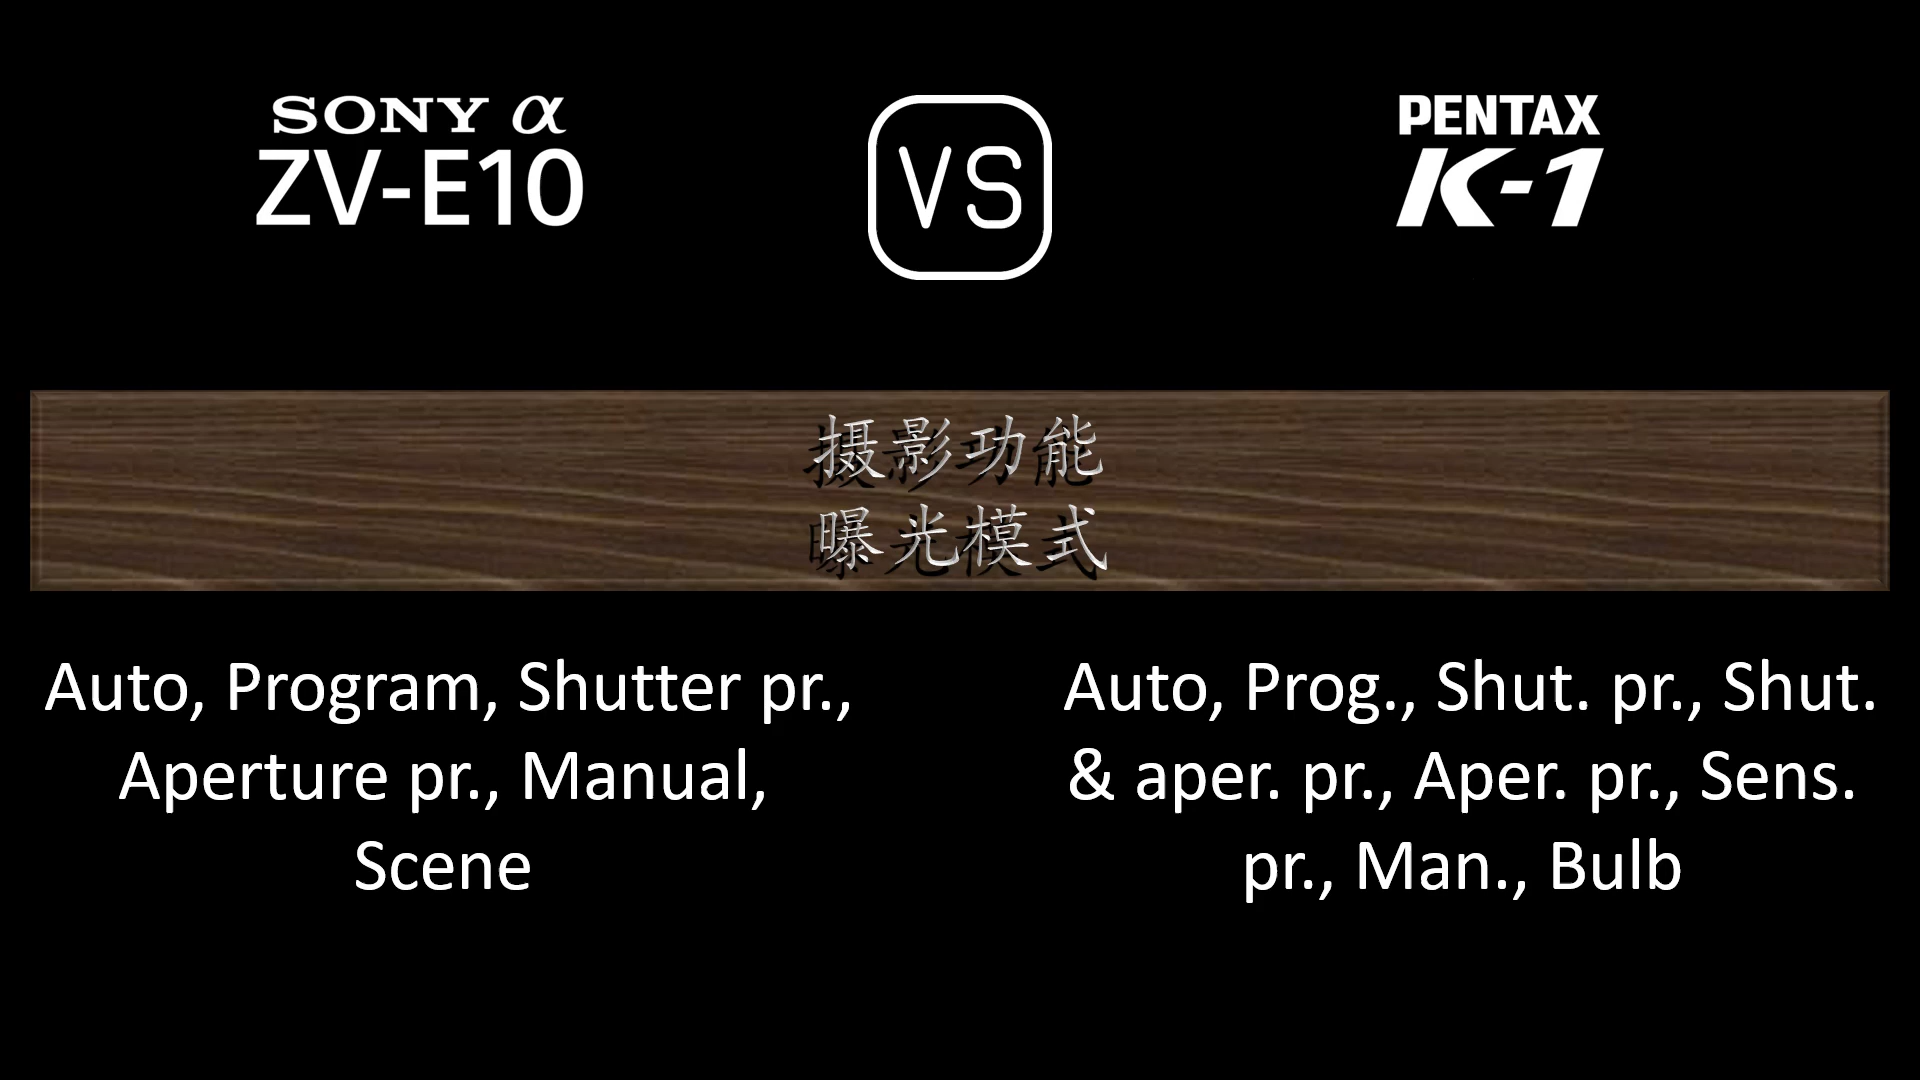 SONY α
ZV-E10
VS
PENTAX
K-1
摄影功能
曝光模式
Auto, Program, Shutter pr.,
Aperture pr., Manual,
Scene
Auto, Prog., Shut. pr., Shut.
& aper. pr., Aper. pr., Sens.
pr., Man., Bulb